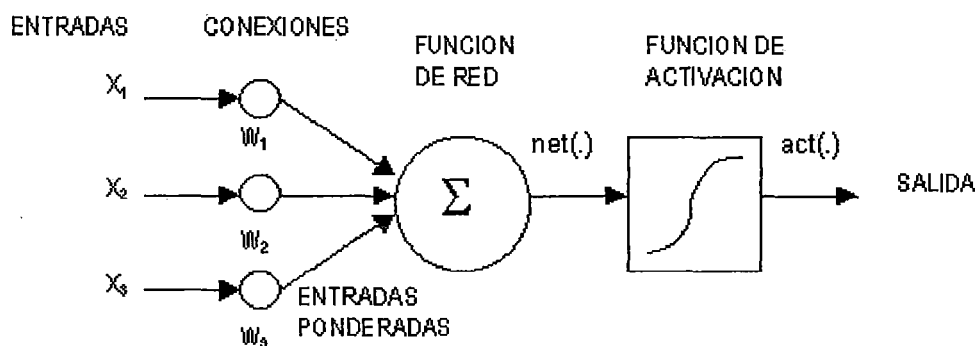 ENTRADAS
CONEXIONES
FUNCION
DE RED
FUNCION DE
ACTIVACION
X1
W1
X2
W2
X3
W3
Σ
net(.)
act(.)
SALIDA
ENTRADAS
PONDERADAS